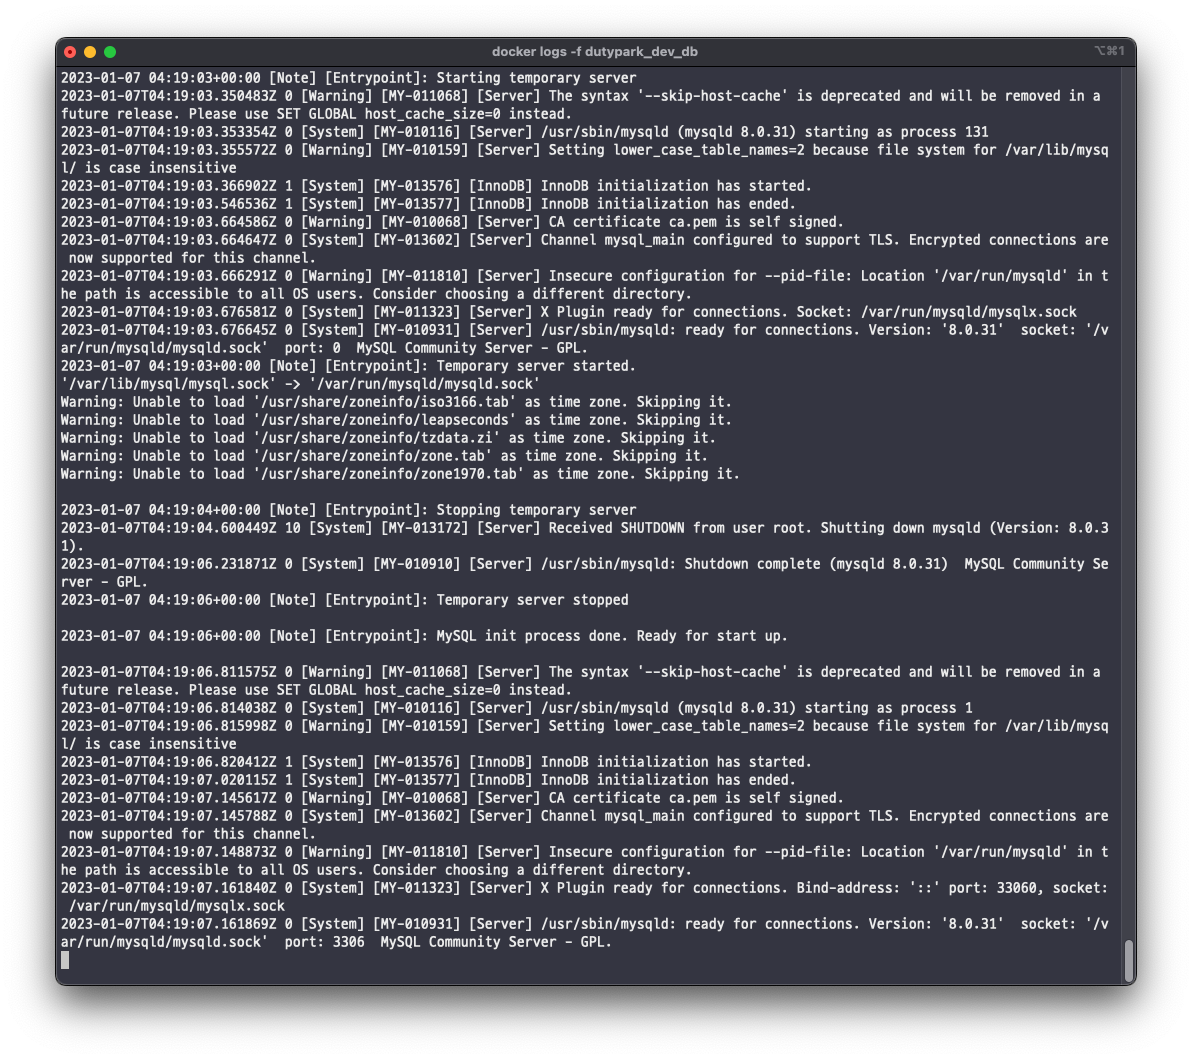 docker logs -f dutypark_dev_db
⌥⌘1
2023-01-07 04:19:03+00:00 [Note] [Entrypoint]: Starting temporary server
2023-01-07T04:19:03.350483Z 0 [Warning] [MY-011068] [Server] The syntax '--skip-host-cache' is deprecated and will be removed in a
future release. Please use SET GLOBAL host_cache_size=0 instead.
2023-01-07T04:19:03.353354Z 0 [System] [MY-010116] [Server] /usr/sbin/mysqld (mysqld 8.0.31) starting as process 131
2023-01-07T04:19:03.355572Z 0 [Warning] [MY-010159] [Server] Setting lower_case_table_names=2 because file system for /var/lib/mysq
l/ is case insensitive
2023-01-07T04:19:03.366902Z 1 [System] [MY-013576] [InnoDB] InnoDB initialization has started.
2023-01-07T04:19:03.546536Z 1 [System] [MY-013577] [InnoDB] InnoDB initialization has ended.
2023-01-07T04:19:03.664586Z 0 [Warning] [MY-010068] [Server] CA certificate ca.pem is self signed.
2023-01-07T04:19:03.664647Z 0 [System] [MY-013602] [Server] Channel mysql_main configured to support TLS. Encrypted connections are
 now supported for this channel.
2023-01-07T04:19:03.666291Z 0 [Warning] [MY-011810] [Server] Insecure configuration for --pid-file: Location '/var/run/mysqld' in t
he path is accessible to all OS users. Consider choosing a different directory.
2023-01-07T04:19:03.676581Z 0 [System] [MY-011323] [Server] X Plugin ready for connections. Socket: /var/run/mysqld/mysqlx.sock
2023-01-07T04:19:03.676645Z 0 [System] [MY-010931] [Server] /usr/sbin/mysqld: ready for connections. Version: '8.0.31'  socket: '/v
ar/run/mysqld/mysqld.sock'  port: 0  MySQL Community Server - GPL.
2023-01-07 04:19:03+00:00 [Note] [Entrypoint]: Temporary server started.
'/var/lib/mysql/mysql.sock' -> '/var/run/mysqld/mysqld.sock'
Warning: Unable to load '/usr/share/zoneinfo/iso3166.tab' as time zone. Skipping it.
Warning: Unable to load '/usr/share/zoneinfo/leapseconds' as time zone. Skipping it.
Warning: Unable to load '/usr/share/zoneinfo/tzdata.zi' as time zone. Skipping it.
Warning: Unable to load '/usr/share/zoneinfo/zone.tab' as time zone. Skipping it.
Warning: Unable to load '/usr/share/zoneinfo/zone1970.tab' as time zone. Skipping it.
2023-01-07 04:19:04+00:00 [Note] [Entrypoint]: Stopping temporary server
2023-01-07T04:19:04.600449Z 10 [System] [MY-013172] [Server] Received SHUTDOWN from user root. Shutting down mysqld (Version: 8.0.3
1).
2023-01-07T04:19:06.231871Z 0 [System] [MY-010910] [Server] /usr/sbin/mysqld: Shutdown complete (mysqld 8.0.31)  MySQL Community Se
rver - GPL.
2023-01-07 04:19:06+00:00 [Note] [Entrypoint]: Temporary server stopped
2023-01-07 04:19:06+00:00 [Note] [Entrypoint]: MySQL init process done. Ready for start up.
2023-01-07T04:19:06.811575Z 0 [Warning] [MY-011068] [Server] The syntax '--skip-host-cache' is deprecated and will be removed in a
future release. Please use SET GLOBAL host_cache_size=0 instead.
2023-01-07T04:19:06.814038Z 0 [System] [MY-010116] [Server] /usr/sbin/mysqld (mysqld 8.0.31) starting as process 1
2023-01-07T04:19:06.815998Z 0 [Warning] [MY-010159] [Server] Setting lower_case_table_names=2 because file system for /var/lib/mysq
l/ is case insensitive
2023-01-07T04:19:06.820412Z 1 [System] [MY-013576] [InnoDB] InnoDB initialization has started.
2023-01-07T04:19:07.020115Z 1 [System] [MY-013577] [InnoDB] InnoDB initialization has ended.
2023-01-07T04:19:07.145617Z 0 [Warning] [MY-010068] [Server] CA certificate ca.pem is self signed.
2023-01-07T04:19:07.145788Z 0 [System] [MY-013602] [Server] Channel mysql_main configured to support TLS. Encrypted connections are
 now supported for this channel.
2023-01-07T04:19:07.148873Z 0 [Warning] [MY-011810] [Server] Insecure configuration for --pid-file: Location '/var/run/mysqld' in t
he path is accessible to all OS users. Consider choosing a different directory.
2023-01-07T04:19:07.161840Z 0 [System] [MY-011323] [Server] X Plugin ready for connections. Bind-address: '::' port: 33060, socket:
 /var/run/mysqld/mysqlx.sock
2023-01-07T04:19:07.161869Z 0 [System] [MY-010931] [Server] /usr/sbin/mysqld: ready for connections. Version: '8.0.31'  socket: '/v
ar/run/mysqld/mysqld.sock'  port: 3306  MySQL Community Server - GPL.